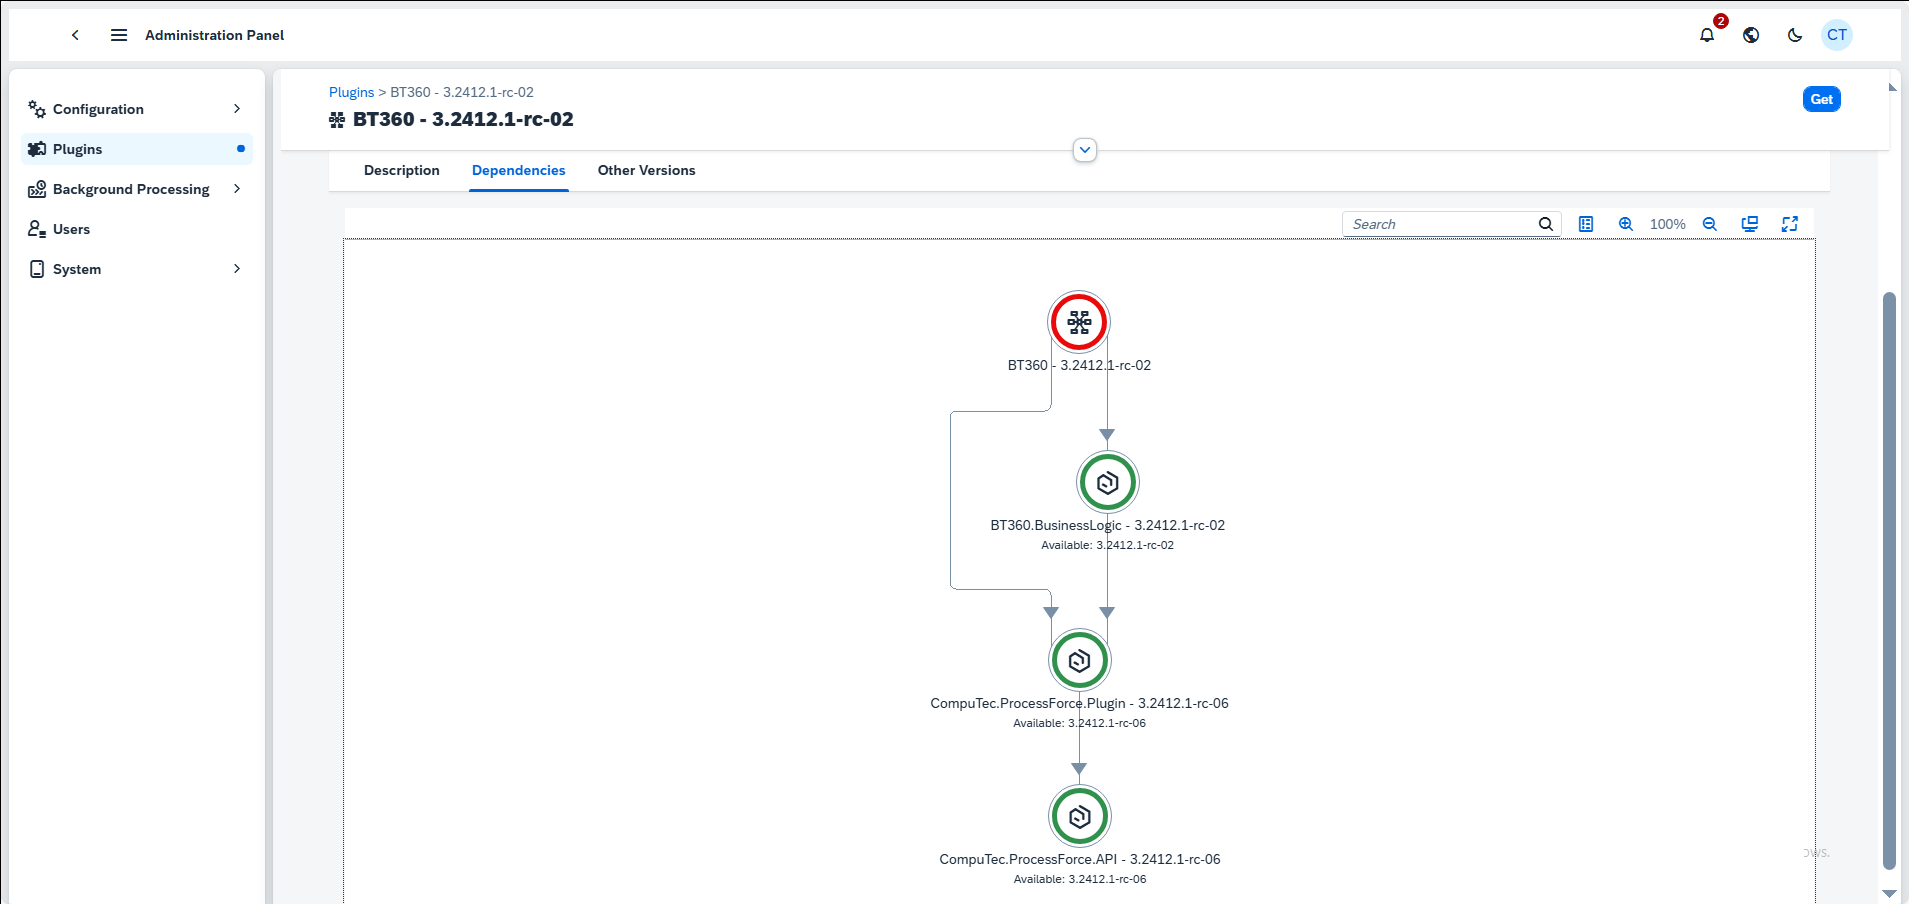 Administration Panel
2
CT
Configuration
Plugins
Background Processing
Users
System
Plugins > BT360 - 3.2412.1-rc-02
BT360 - 3.2412.1-rc-02
Get
Description
Dependencies
Other Versions
Search
100%
BT360 - 3.2412.1-rc-02
BT360.BusinessLogic - 3.2412.1-rc-02
Available: 3.2412.1-rc-02
CompuTec.ProcessForce.Plugin - 3.2412.1-rc-06
Available: 3.2412.1-rc-06
CompuTec.ProcessForce.API - 3.2412.1-rc-06
Available: 3.2412.1-rc-06